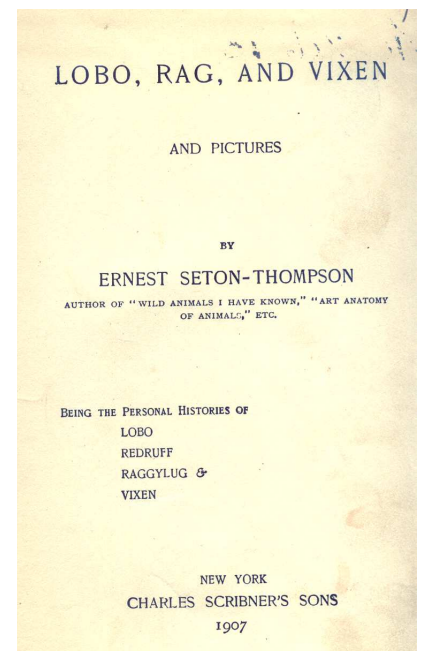 LOBO, RAG, AND VIXEN
AND PICTURES
BY
ERNEST SETON-THOMPSON
AUTHOR OF "WILD ANIMALS I HAVE KNOWN," "ART ANATOMY
OF ANIMALS," ETC.
BEING THE PERSONAL HISTORIES OF
LOBO
REDRUFF
RAGGYLUG &
VIXEN
NEW YORK
CHARLES SCRIBNER'S SONS
1907